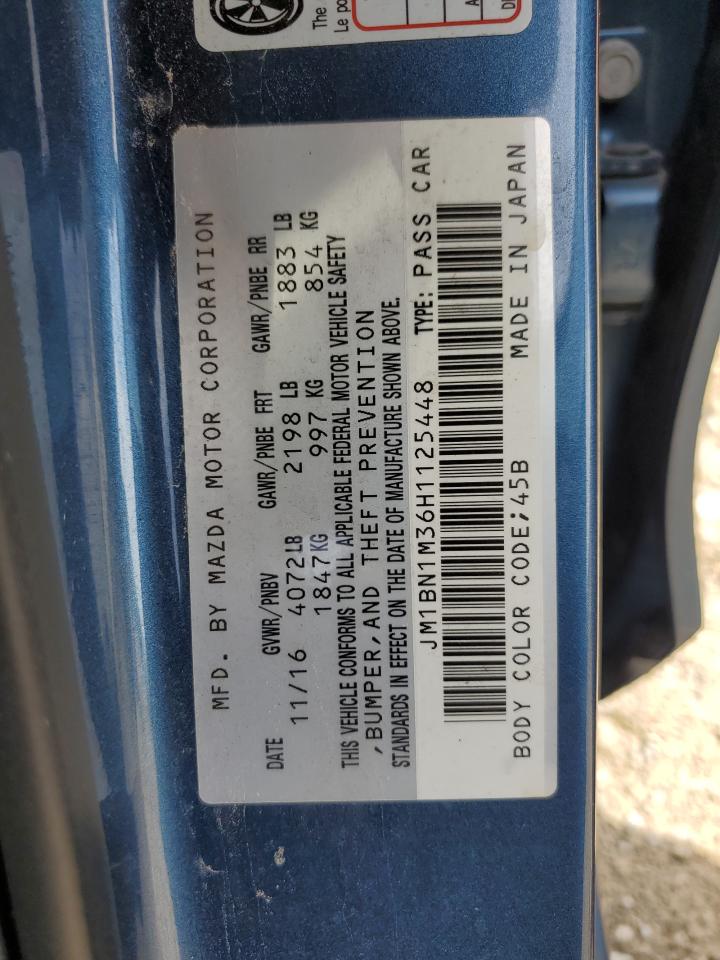 The
Le po
A
MFD. BY MAZDA MOTOR CORPORATION
DATE GVWR/PNBV GAWR/PNBE FRT GAWR/PNBE RR
11/16 4072LB 2198 LB 1883 LB
1847KG 997 KG 854 KG
THIS VEHICLE CONFORMS TO ALL APPLICABLE FEDERAL MOTOR VEHICLE SAFETY
,BUMPER,AND THEFT PREVENTION
STANDARDS IN EFFECT ON THE DATE OF MANUFACTURE SHOWN ABOVE.
JM1BN1M36H1125448 TYPE: PASS CAR
BODY COLOR CODE;45B MADE IN JAPAN